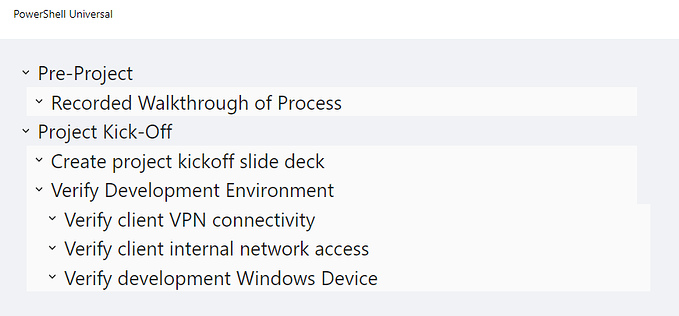 PowerShell Universal
Pre-Project
Recorded Walkthrough of Process
Project Kick-Off
Create project kickoff slide deck
Verify Development Environment
Verify client VPN connectivity
Verify client internal network access
Verify development Windows Device